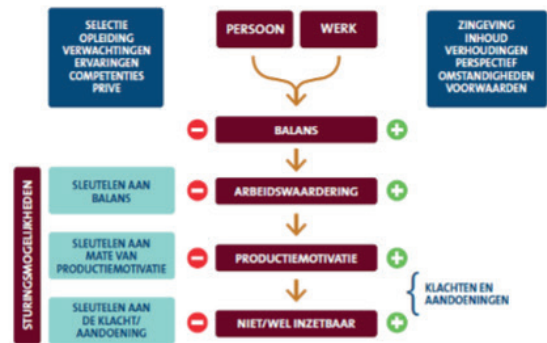 SELECTIE
OPLEIDING
VERWACHTINGEN
ERVARINGEN
COMPETENTIES
PRIVE
PERSOON
WERK
ZINGEVING
INHOUD
VERHOUDINGEN
PERSPECTIEF
OMSTANDIGHEDEN
VOORWAARDEN
BALANS
STURINGSMOGELIJKHEDEN
SLEUTELEN AAN
BALANS
ARBEIDSWAARDERING
SLEUTELEN AAN
MATE VAN
PRODUCTIEMOTIVATIE
PRODUCTIEMOTIVATIE
KLACHTEN EN
AANDOENINGEN
SLEUTELEN AAN
DE KLACHT/
AANDOENING
NIET/WEL INZETBAAR